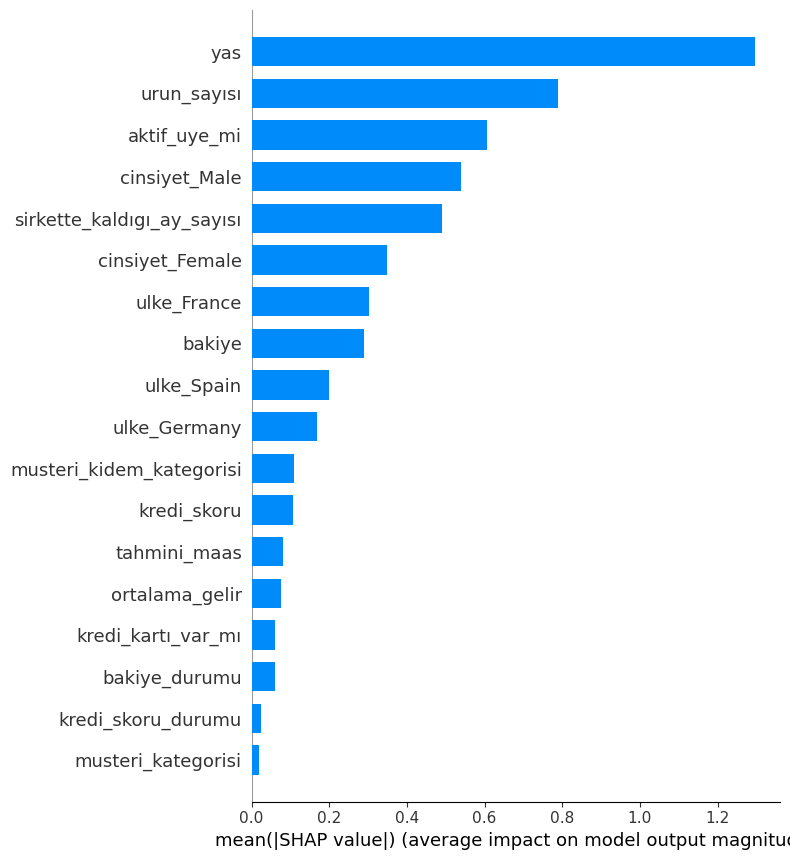 yas
urun_sayısı
aktif_uye_mi
cinsiyet_Male
sirkette_kaldıgı_ay_sayısı
cinsiyet_Female
ulke_France
bakiye
ulke_Spain
ulke_Germany
musteri_kidem_kategorisi
kredi_skoru
tahmini_maas
ortalama_gelir
kredi_kartı_var_mı
bakiye_durumu
kredi_skoru_durumu
musteri_kategorisi
0.0 0.2 0.4 0.6 0.8 1.0 1.2
mean(|SHAP value|) (average impact on model output